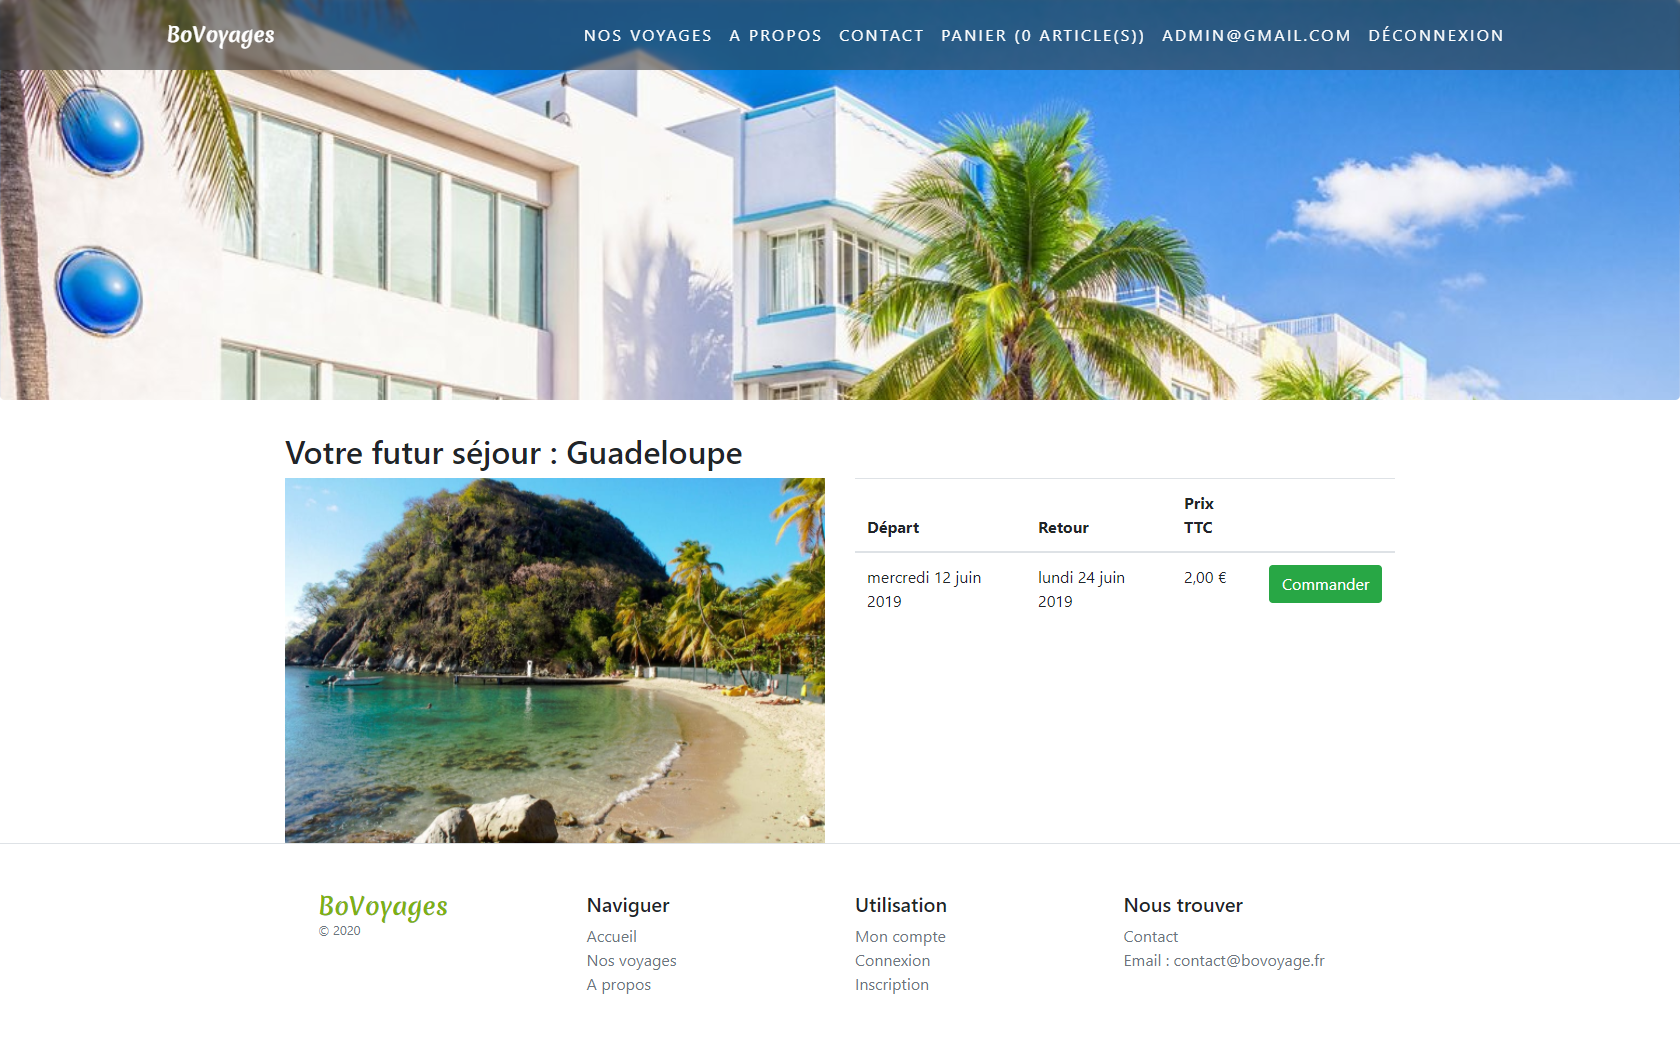 BoVoyages
NOS VOYAGES A PROPOS CONTACT PANIER (0 ARTICLE(S)) ADMIN@GMAIL.COM DÉCONNEXION
Votre futur séjour : Guadeloupe
Départ Retour Prix TTC
mercredi 12 juin 2019 lundi 24 juin 2019 2,00 € Commander
BoVoyages
© 2020
Naviguer
Accueil
Nos voyages
A propos
Utilisation
Mon compte
Connexion
Inscription
Nous trouver
Contact
Email : contact@bovoyage.fr